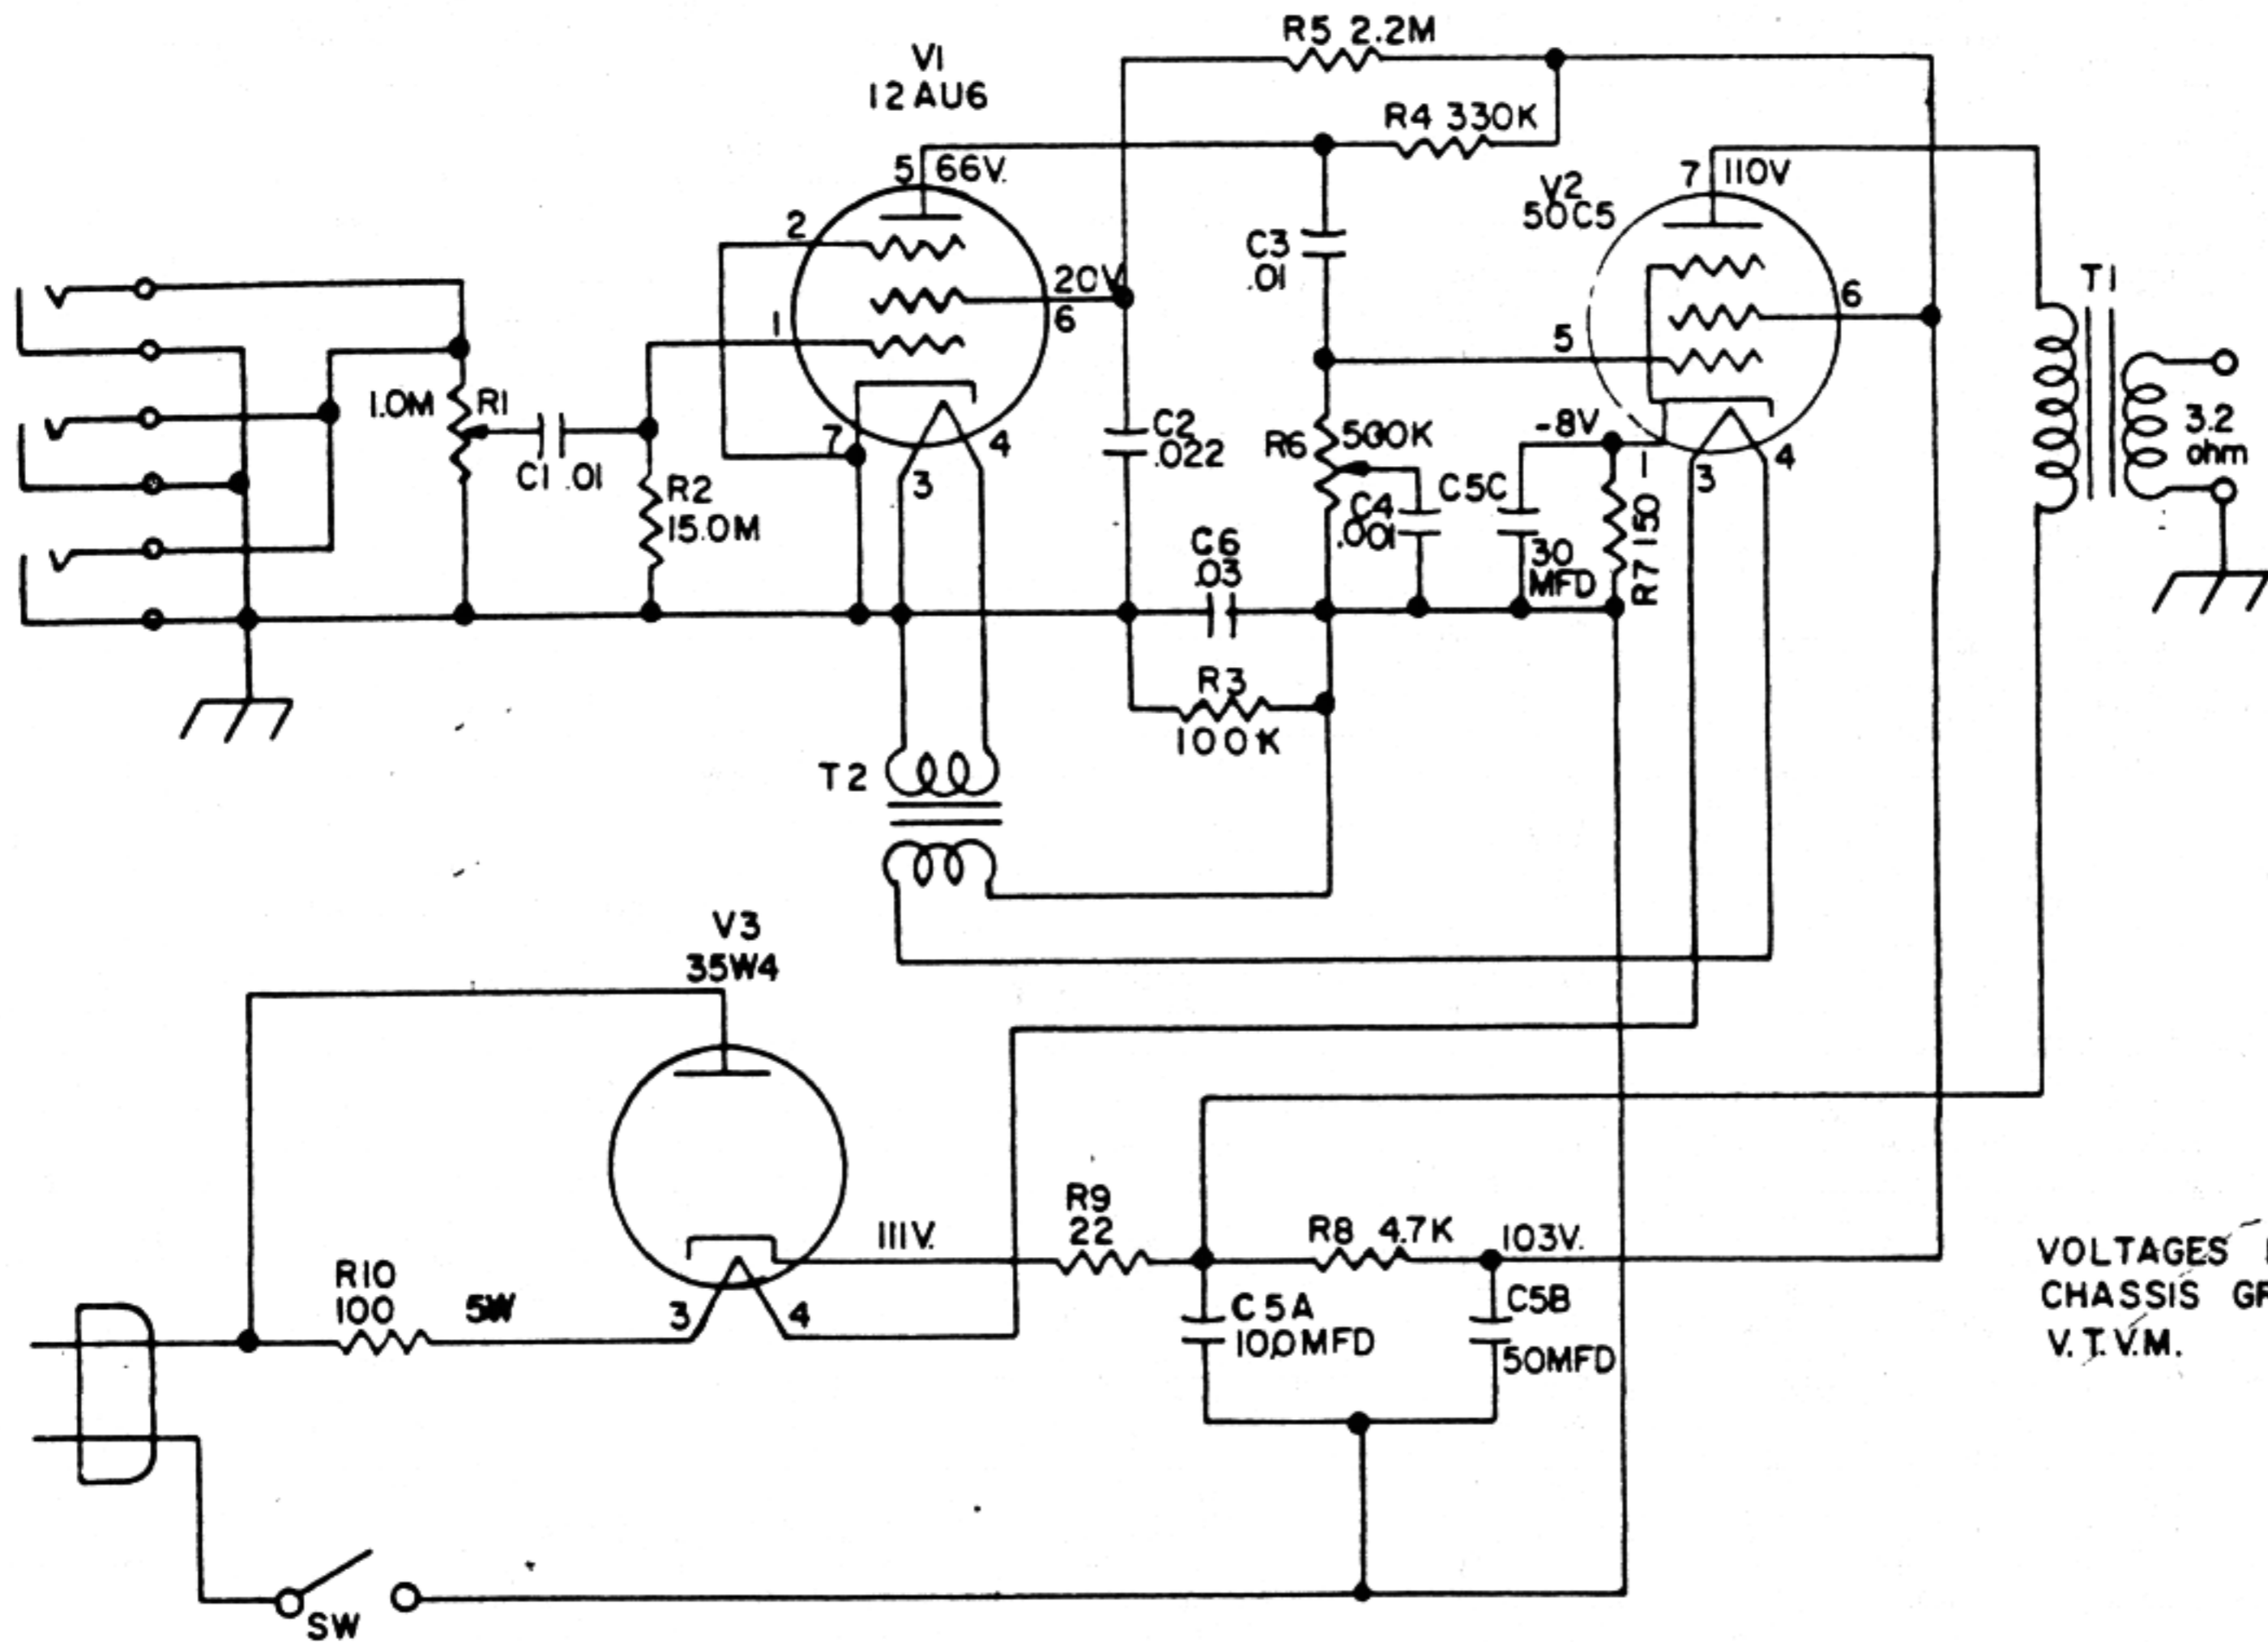 R5 2.2M
V1
12AU6
R4 330K
5 66V.
7 110V
V2
50C5
2
C3
.01
20V
6
6
T1
1
5
1.0M R1
7
4
C2
.022
R6 500K
-8V
3.2
ohm
C1 .01
3
R2
15.0M
C4
.001
C5C
1
3
4
C6
.03
30
MFD
R7 150
R3
100K
T2
V3
35W4
R9
22
111V.
R8 4.7K
103V.
R10
100
5W
3
4
C5A
100MFD
C5B
50MFD
VOLTAGES
CHASSIS
V.T.V.M.
SW